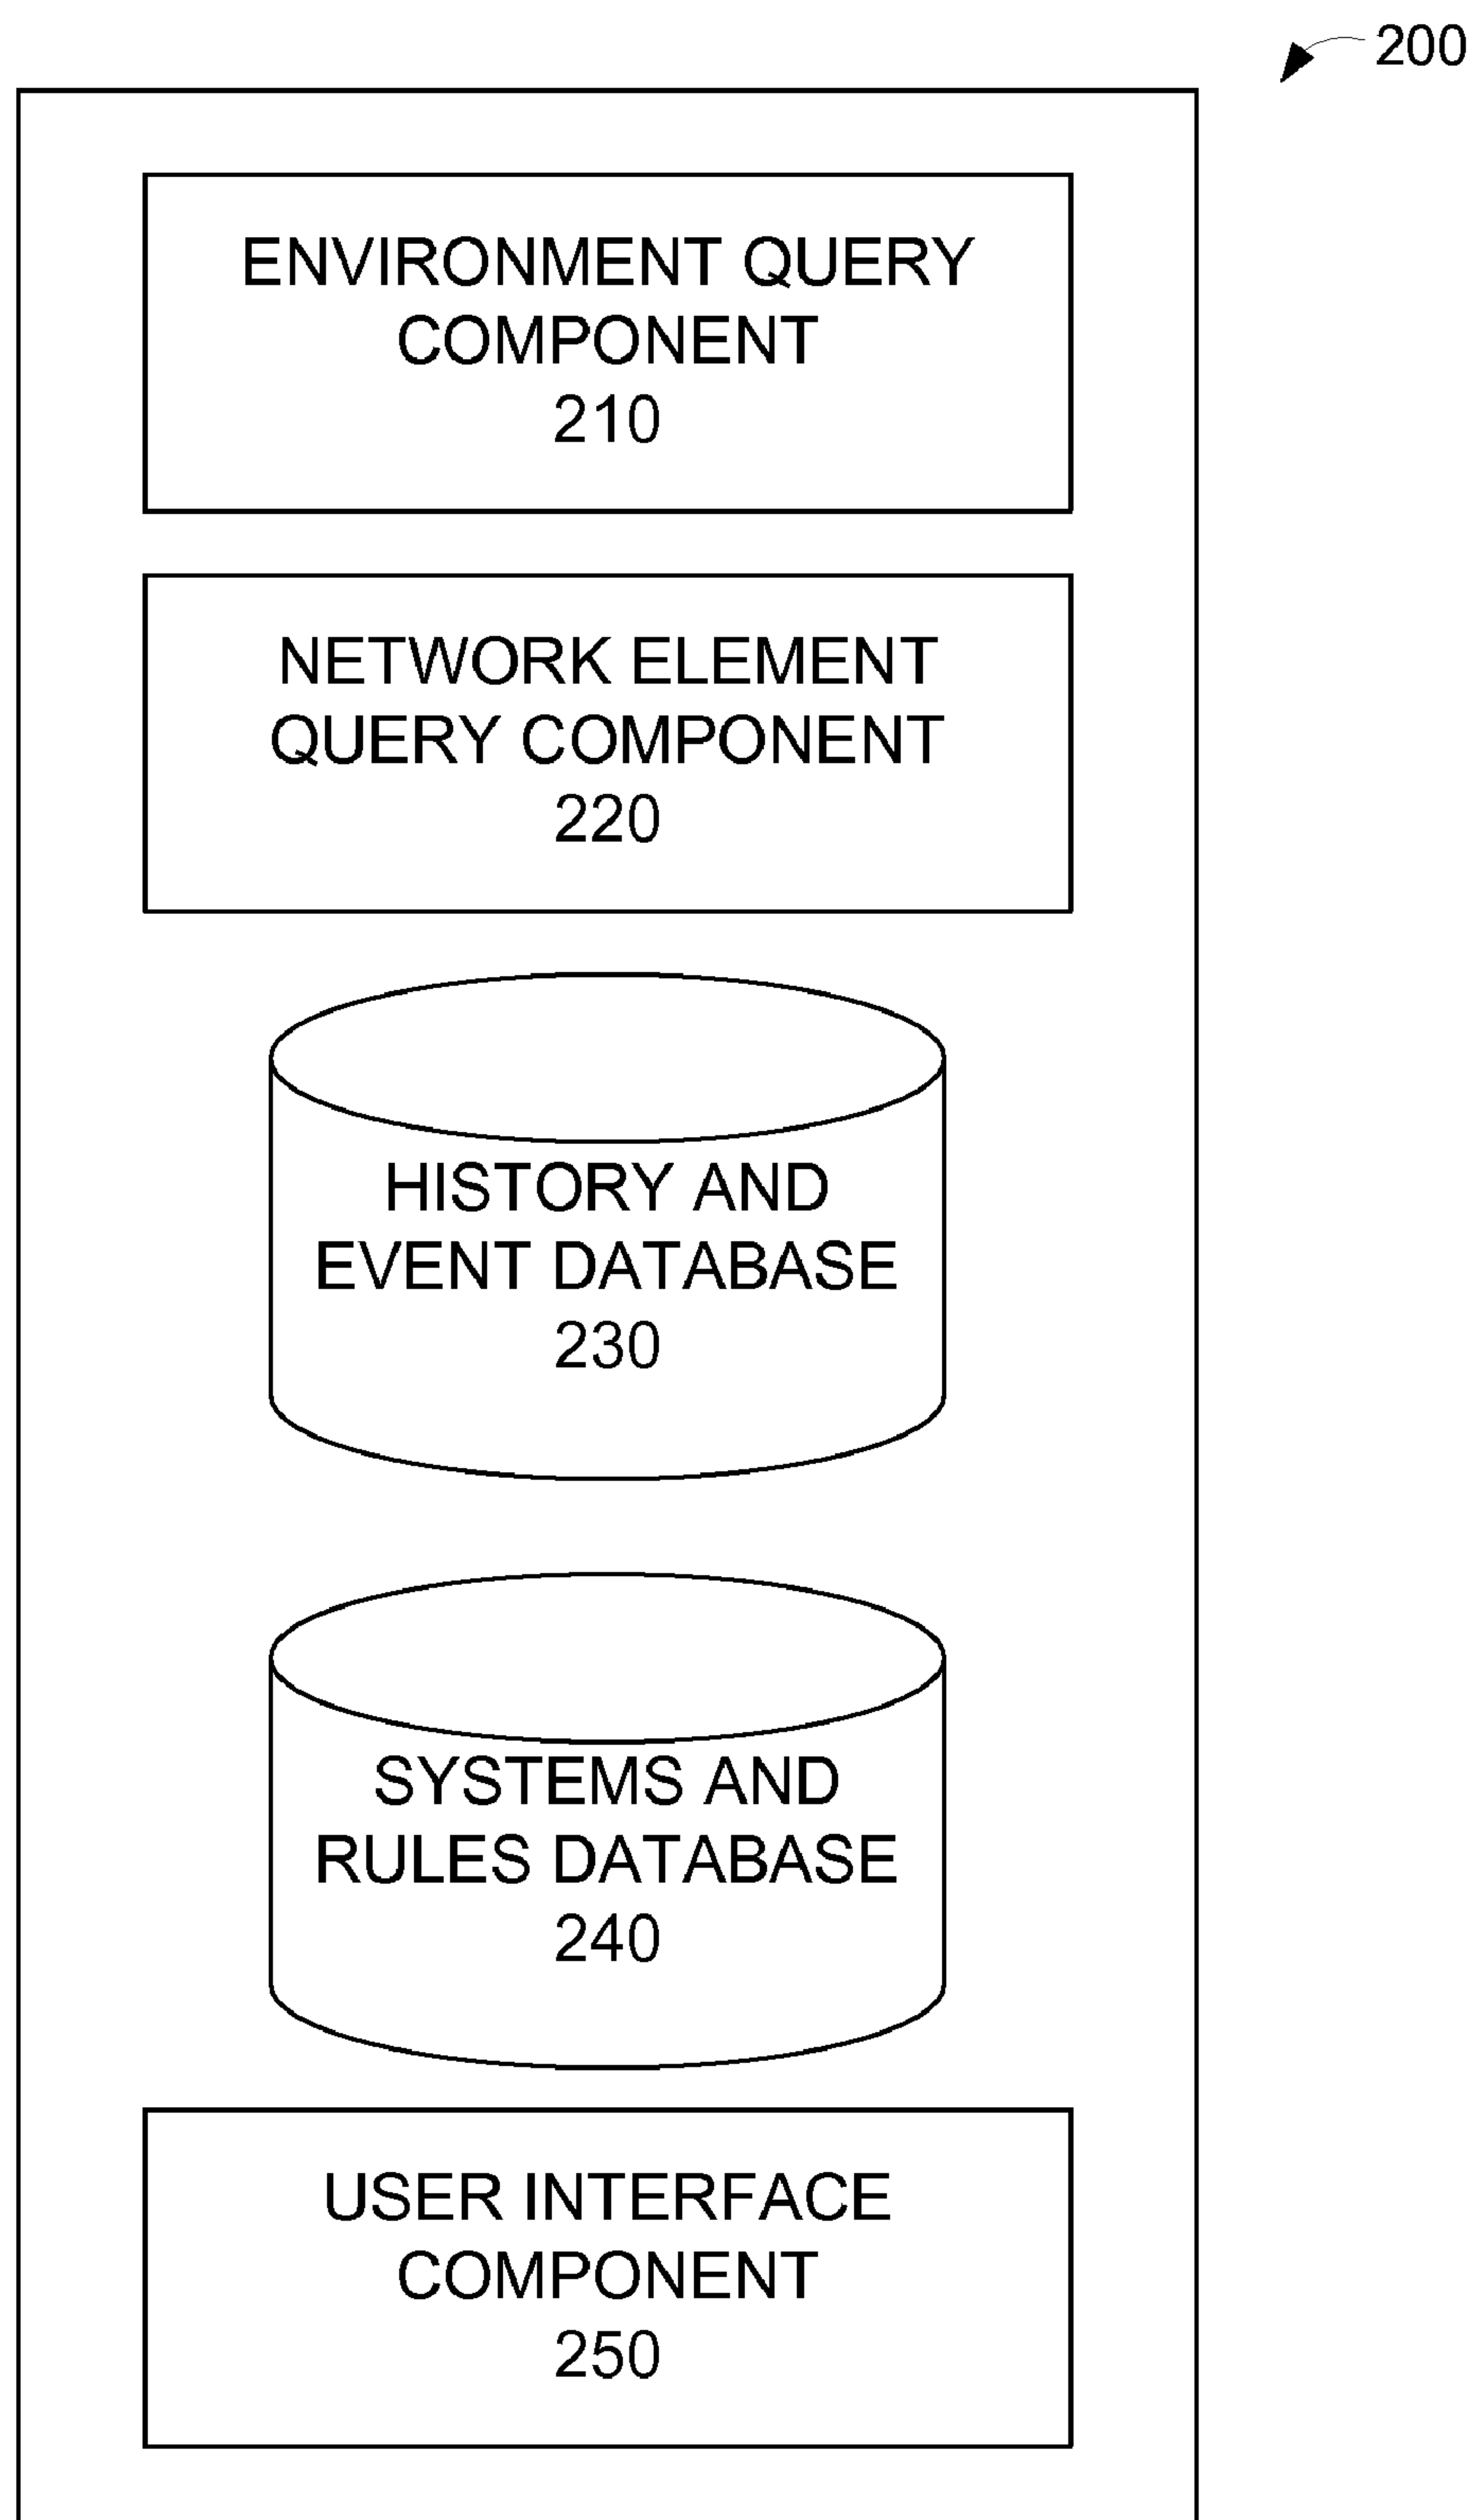 200
ENVIRONMENT QUERY
COMPONENT
210
NETWORK ELEMENT
QUERY COMPONENT
220
HISTORY AND
EVENT DATABASE
230
SYSTEMS AND
RULES DATABASE
240
USER INTERFACE
COMPONENT
250